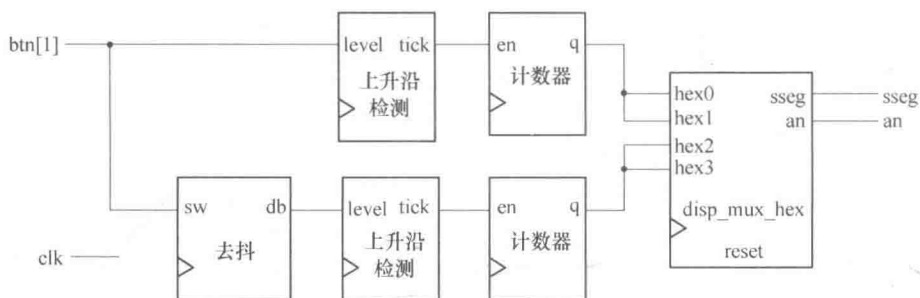 btn[1]
level tick
上升沿
检测
en q
计数器
hex0
hex1
hex2
hex3
sseg
an
disp_mux_hex
reset
sseg
an
sw db
去抖
level tick
上升沿
检测
en q
计数器
clk